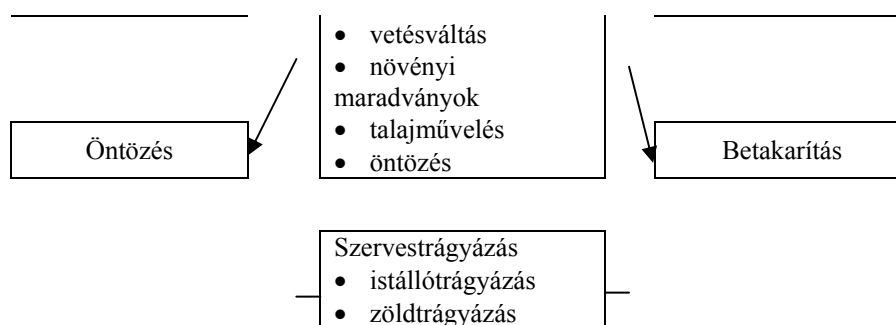 • vetésváltás
• növényi
maradványok
• talajművelés
• öntözés
Öntözés
Betakarítás
Szervestrágyázás
• istállótrágyázás
• zöldtrágyázás